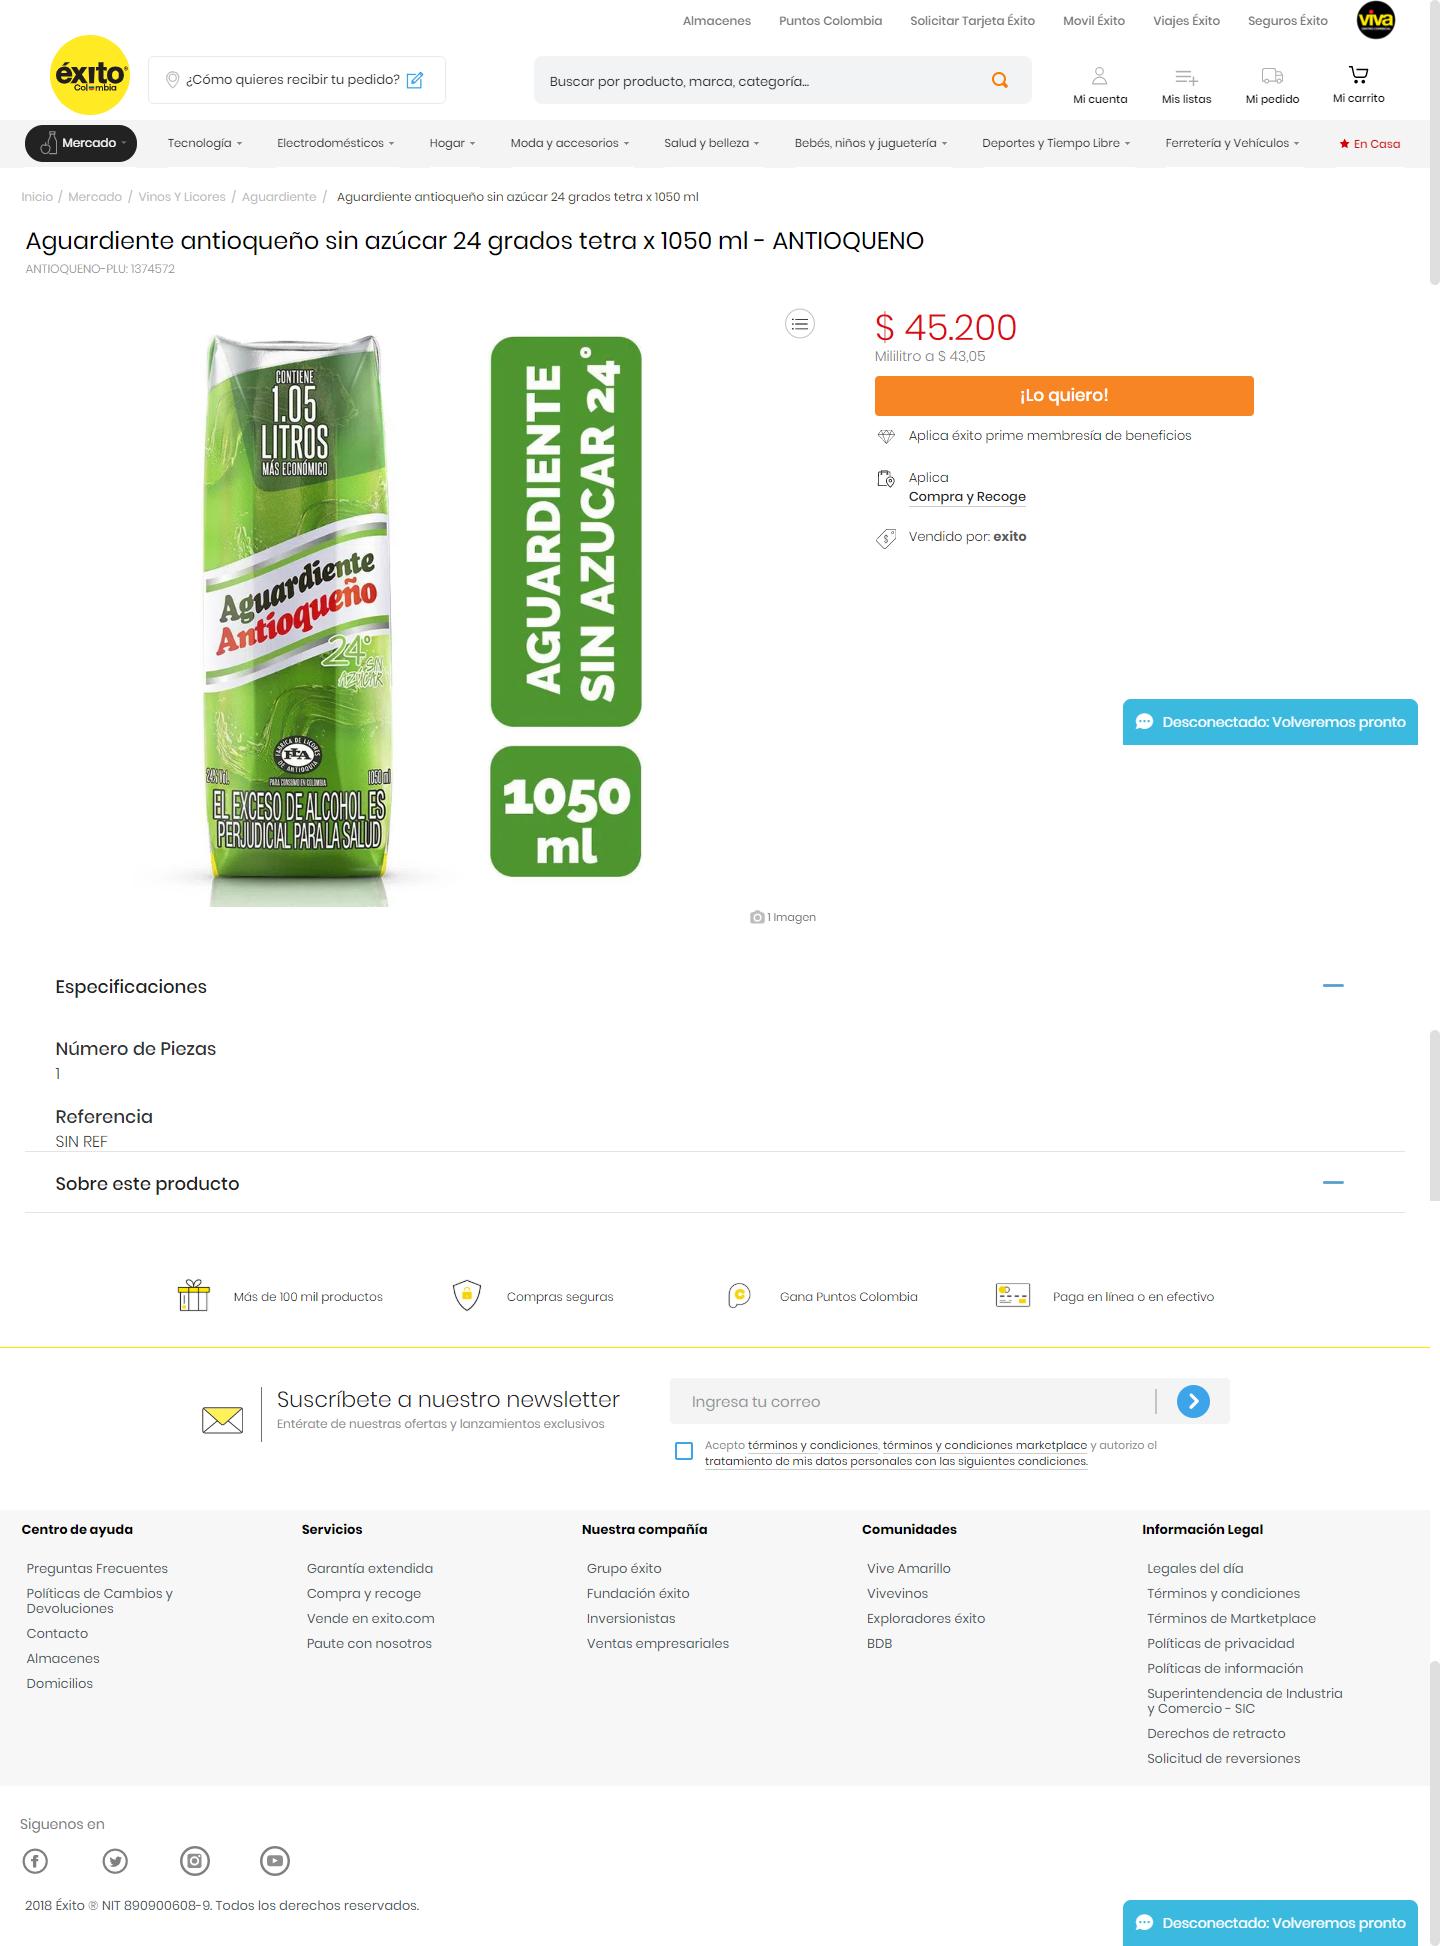 Almacenes Puntos Colombia Solicitar Tarjeta Éxito Movil Éxito Viajes Éxito Seguros Éxito viva
éxito
Colombia
¿Cómo quieres recibir tu pedido?
Buscar por producto, marca, categoría...
Mi cuenta Mis listas Mi pedido Mi carrito
Mercado Tecnología Electrodomésticos Hogar Moda y accesorios Salud y belleza Bebés, niños y juguetería Deportes y Tiempo Libre Ferretería y Vehículos En Casa
Inicio / Mercado / Vinos Y Licores / Aguardiente / Aguardiente antioqueño sin azúcar 24 grados tetra x 1050 ml
Aguardiente antioqueño sin azúcar 24 grados tetra x 1050 ml - ANTIOQUENO
ANTIOQUENO-PLU: 1374572
CONTIENE
1.05
LITROS
MÁS ECONÓMICO
Aguardiente
Antioqueño
24°
SIN
AZÚCAR
FÁBRICA DE LICORES
FLA
DE ANTIOQUIA
24% Vol.
PARA CONSUMO EN COLOMBIA
1050 ml
EL EXCESO DE ALCOHOL ES
PERJUDICIAL PARA LA SALUD
AGUARDIENTE
SIN AZUCAR 24°
1050
ml
1 Imagen
$ 45.200
Mililitro a $ 43,05
¡Lo quiero!
Aplica éxito prime membresía de beneficios
Aplica
Compra y Recoge
Vendido por: exito
Desconectado: Volveremos pronto
Especificaciones
Número de Piezas
1
Referencia
SIN REF
Sobre este producto
Más de 100 mil productos Compras seguras Gana Puntos Colombia Paga en línea o en efectivo
Suscríbete a nuestro newsletter
Entérate de nuestras ofertas y lanzamientos exclusivos
Ingresa tu correo
Acepto términos y condiciones, términos y condiciones marketplace y autorizo el
tratamiento de mis datos personales con las siguientes condiciones.
Centro de ayuda
Preguntas Frecuentes
Políticas de Cambios y
Devoluciones
Contacto
Almacenes
Domicilios
Servicios
Garantía extendida
Compra y recoge
Vende en exito.com
Paute con nosotros
Nuestra compañía
Grupo éxito
Fundación éxito
Inversionistas
Ventas empresariales
Comunidades
Vive Amarillo
Vivevinos
Exploradores éxito
BDB
Información Legal
Legales del día
Términos y condiciones
Términos de Martketplace
Políticas de privacidad
Políticas de información
Superintendencia de Industria
y Comercio - SIC
Derechos de retracto
Solicitud de reversiones
Siguenos en
2018 Éxito ® NIT 890900608-9. Todos los derechos reservados.
Desconectado: Volveremos pronto